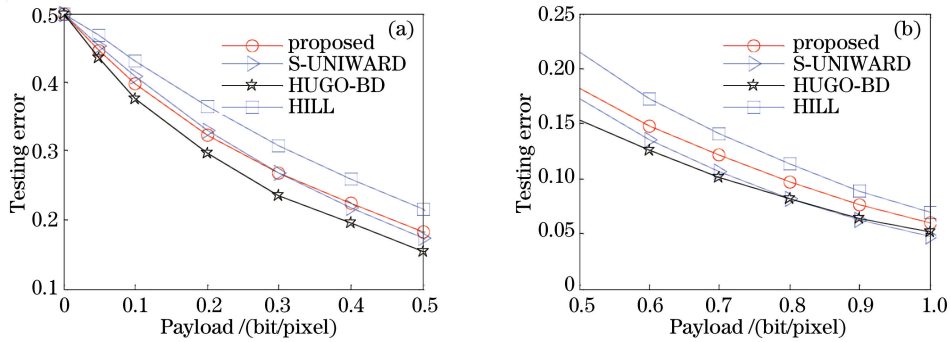 (a)
proposed
S-UNIWARD
HUGO-BD
HILL
Testing error
0.5
0.4
0.3
0.2
0.1
0
0.1
0.2
0.3
0.4
0.5
Payload /(bit/pixel)
(b)
proposed
S-UNIWARD
HUGO-BD
HILL
Testing error
0.25
0.20
0.15
0.10
0.05
0
0.5
0.6
0.7
0.8
0.9
1.0
Payload /(bit/pixel)